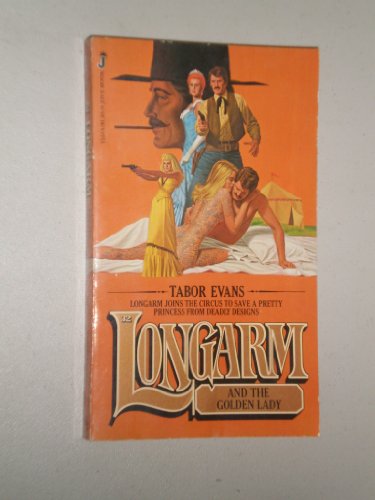 J
TABOR EVANS
LONGARM JOINS THE CIRCUS TO SAVE A PRETTY
PRINCESS FROM DEADLY DESIGNS
42
LONGARM
AND THE
GOLDEN LADY